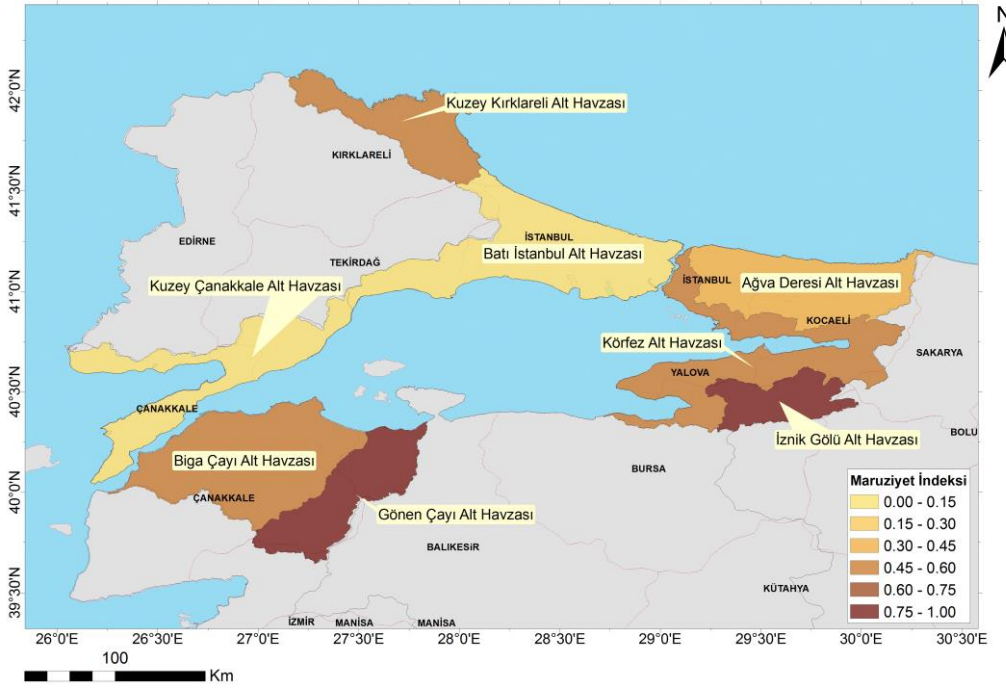 N
42°0'N
41°30'N
41°0'N
40°30'N
40°0'N
39°30'N
Kuzey Kırklareli Alt Havzası
KIRKLARELİ
EDİRNE
TEKİRDAĞ
İSTANBUL
Batı İstanbul Alt Havzası
Kuzey Çanakkale Alt Havzası
İSTANBUL
Ağva Deresi Alt Havzası
KOCAELİ
Körfez Alt Havzası
SAKARYA
YALOVA
ÇANAKKALE
İznik Gölü Alt Havzası
BOLU
Biga Çayı Alt Havzası
BURSA
ÇANAKKALE
Gönen Çayı Alt Havzası
BALIKESİR
KÜTAHYA
İZMİR
MANİSA
MANİSA
Maruziyet İndeksi
0.00 - 0.15
0.15 - 0.30
0.30 - 0.45
0.45 - 0.60
0.60 - 0.75
0.75 - 1.00
26°0'E 26°30'E 27°0'E 27°30'E 28°0'E 28°30'E 29°0'E 29°30'E 30°0'E 30°30'E
100
Km